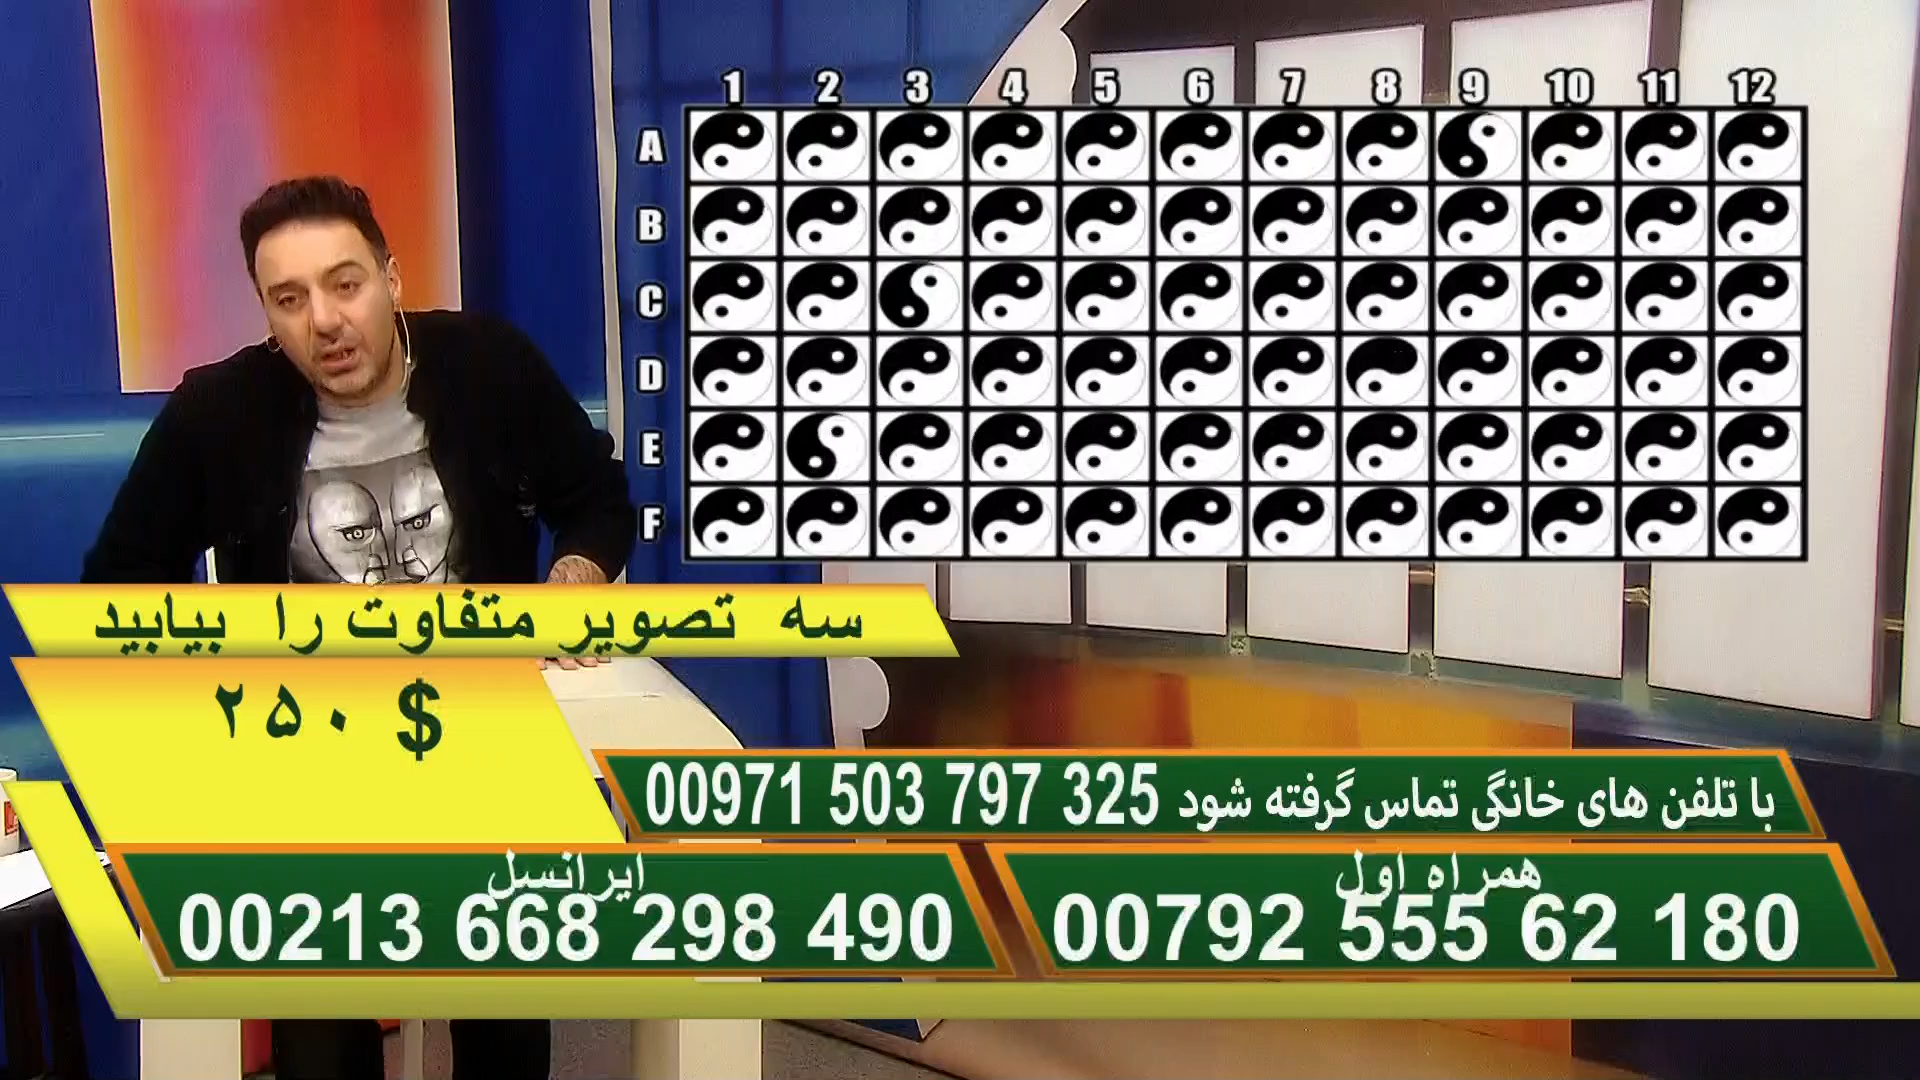 1 2 3 4 5 6 7 8 9 10 11 12
A
B
C
D
E
F
سه تصویر متفاوت را بیابید
۲۵۰ $
با تلفن های خانگی تماس گرفته شود 00971 503 797 325
ایرانسل
00213 668 298 490
همراه اول
00792 555 62 180